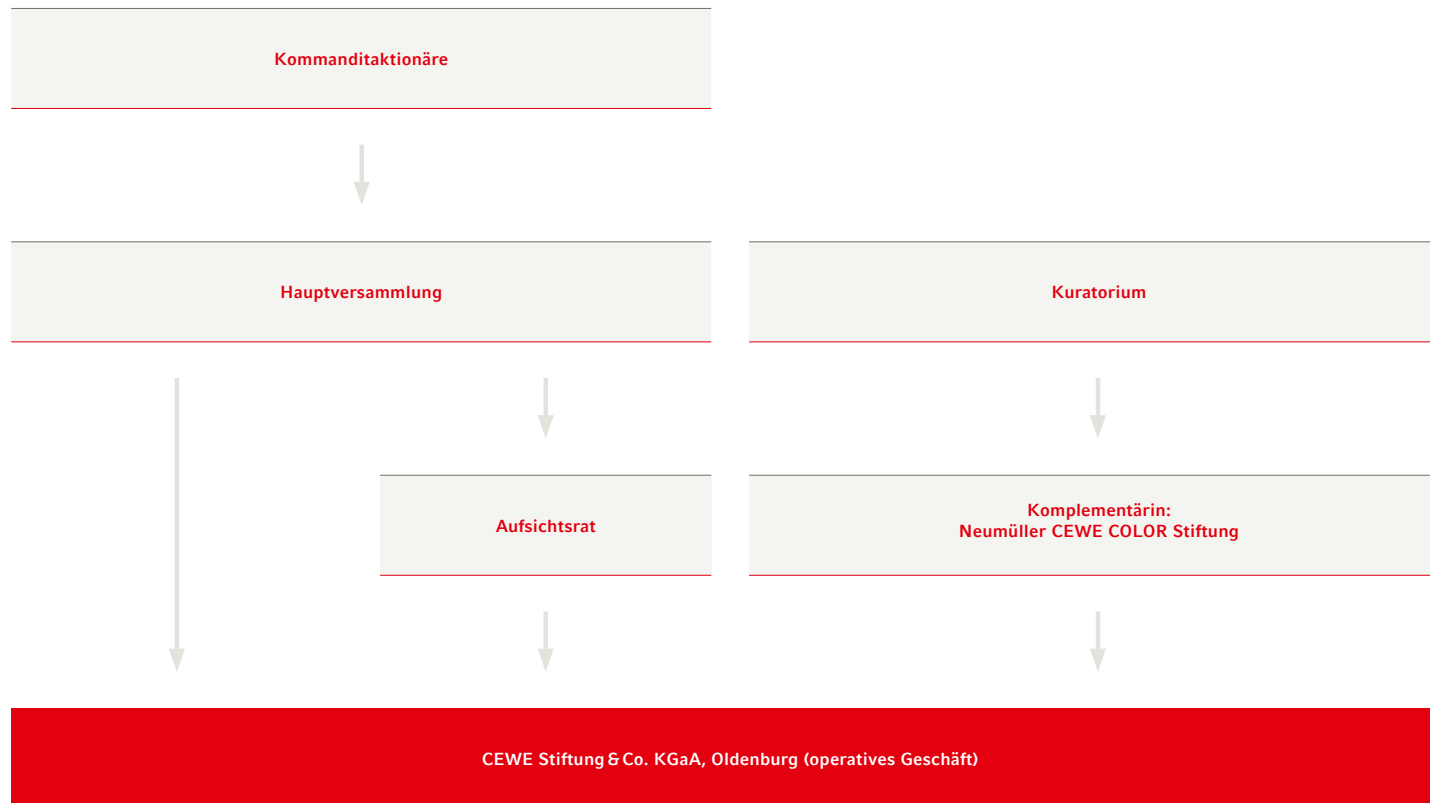 Kommanditaktionäre
Hauptversammlung
Kuratorium
Aufsichtsrat
Komplementärin:
Neumüller CEWE COLOR Stiftung
CEWE Stiftung & Co. KGaA, Oldenburg (operatives Geschäft)